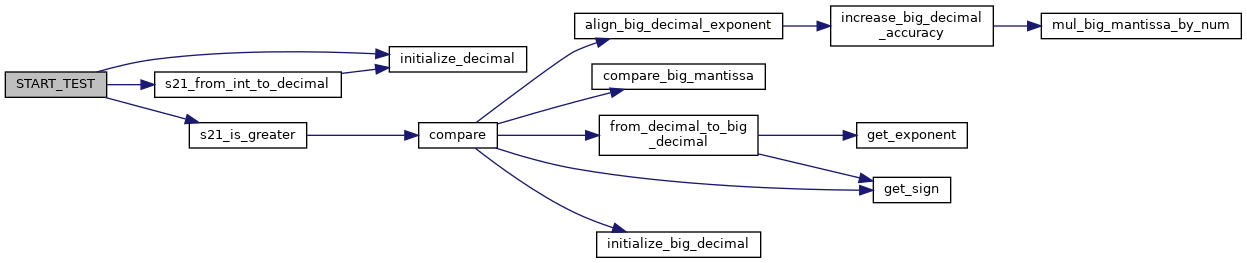 START_TEST
initialize_decimal
s21_from_int_to_decimal
s21_is_greater
compare
align_big_decimal_exponent
increase_big_decimal
_accuracy
mul_big_mantissa_by_num
compare_big_mantissa
from_decimal_to_big
_decimal
get_exponent
get_sign
initialize_big_decimal